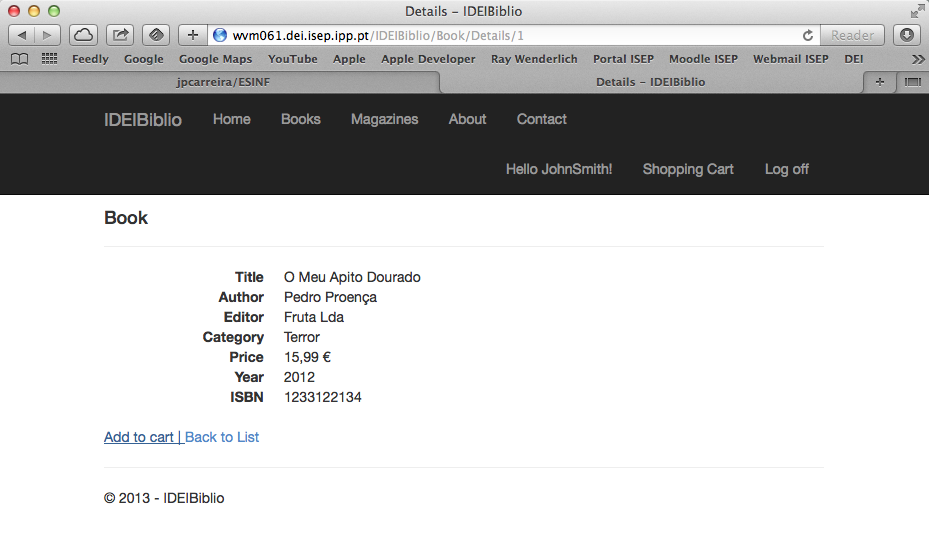 Details – IDEIBiblio
wvm061.dei.isep.ipp.pt/IDEIBiblio/Book/Details/1 Reader
Feedly Google Google Maps YouTube Apple Apple Developer Ray Wenderlich Portal ISEP Moodle ISEP Webmail ISEP DEI
jpcarreira/ESINF Details – IDEIBiblio
IDEIBiblio Home Books Magazines About Contact
Hello JohnSmith! Shopping Cart Log off
Book
Title O Meu Apito Dourado
Author Pedro Proença
Editor Fruta Lda
Category Terror
Price 15,99 €
Year 2012
ISBN 1233122134
Add to cart | Back to List
© 2013 - IDEIBiblio